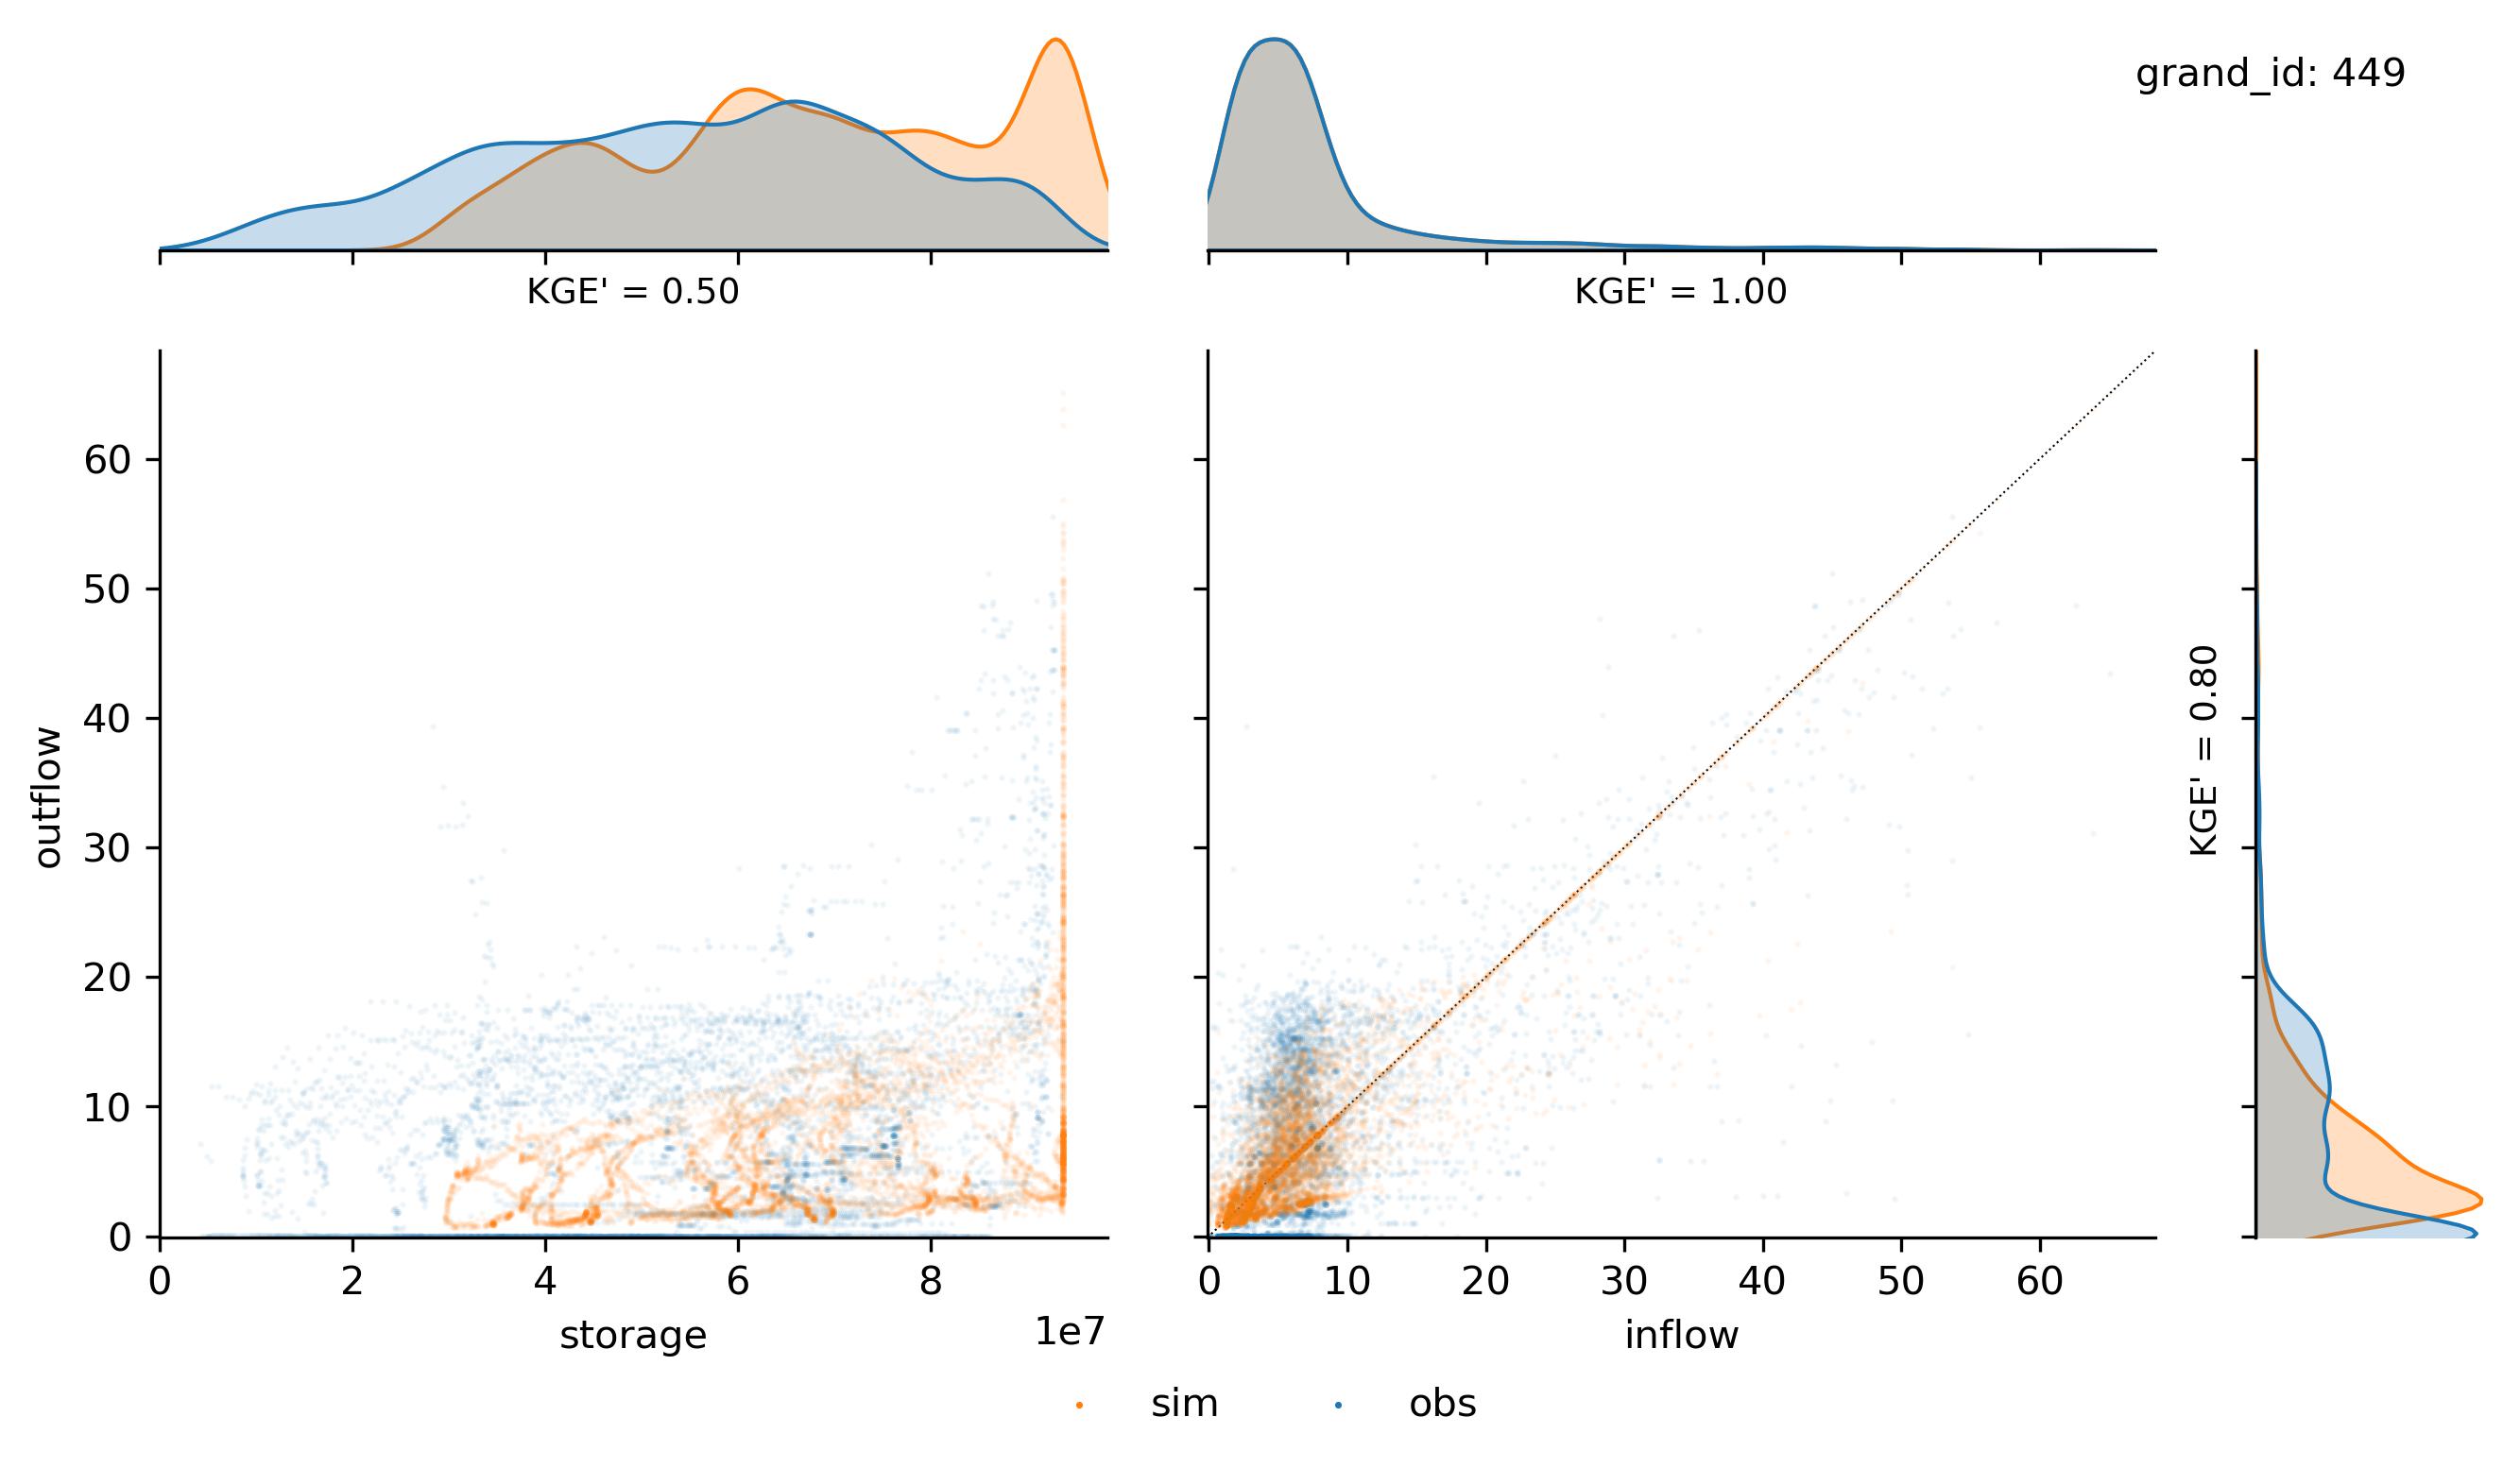 grand_id: 449
KGE' = 0.50
KGE' = 1.00
outflow
60
50
40
30
20
10
0
KGE' = 0.80
0 2 4 6 8
0 10 20 30 40 50 60
storage
1e7
inflow
sim obs